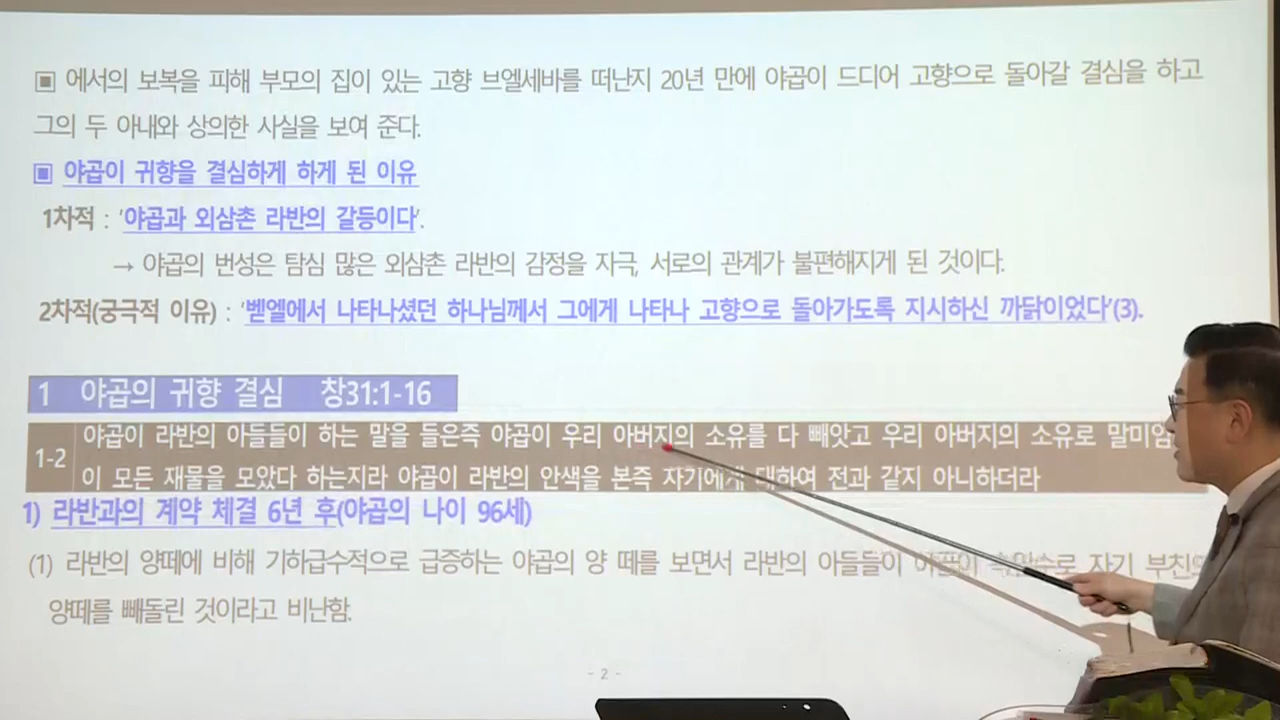 ▣ 에서의 보복을 피해 부모의 집이 있는 고향 브엘세바를 떠난지 20년 만에 야곱이 드디어 고향으로 돌아갈 결심을 하고
그의 두 아내와 상의한 사실을 보여 준다.
▣ 야곱이 귀향을 결심하게 하게 된 이유
1차적 : '야곱과 외삼촌 라반의 갈등이다'.
→ 야곱의 번성은 탐심 많은 외삼촌 라반의 감정을 자극, 서로의 관계가 불편해지게 된 것이다.
2차적(궁극적 이유) : '벧엘에서 나타나셨던 하나님께서 그에게 나타나 고향으로 돌아가도록 지시하신 까닭이었다'(3).
1 야곱의 귀향 결심 창31:1-16
1-2
야곱이 라반의 아들들이 하는 말을 들은즉 야곱이 우리 아버지의 소유를 다 빼앗고 우리 아버지의 소유로
이 모든 재물을 모았다 하는지라 야곱이 라반의 안색을 본즉 자기에게 대하여 전과 같지 아니하더라
1) 라반과의 계약 체결 6년 후(야곱의 나이 96세)
(1) 라반의 양떼에 비해 기하급수적으로 급증하는 야곱의 양 떼를 보면서 라반의 아들들이 야곱이 자기
양떼를 빼돌린 것이라고 비난함.
- 2 -